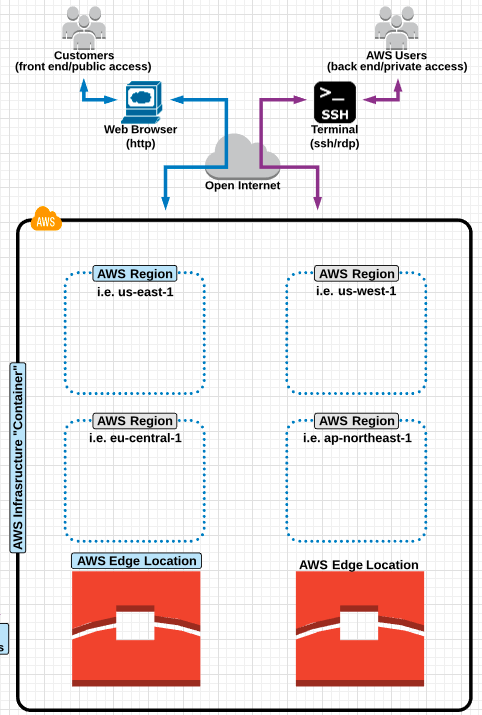 Customers
(front end/public access)
AWS Users
(back end/private access)
>_
SSH
Web Browser
(http)
Terminal
(ssh/rdp)
Open Internet
AWS
AWS Region
i.e. us-east-1
AWS Region
i.e. us-west-1
AWS Infrasructure "Container"
AWS Region
i.e. eu-central-1
AWS Region
i.e. ap-northeast-1
AWS Edge Location
AWS Edge Location
s